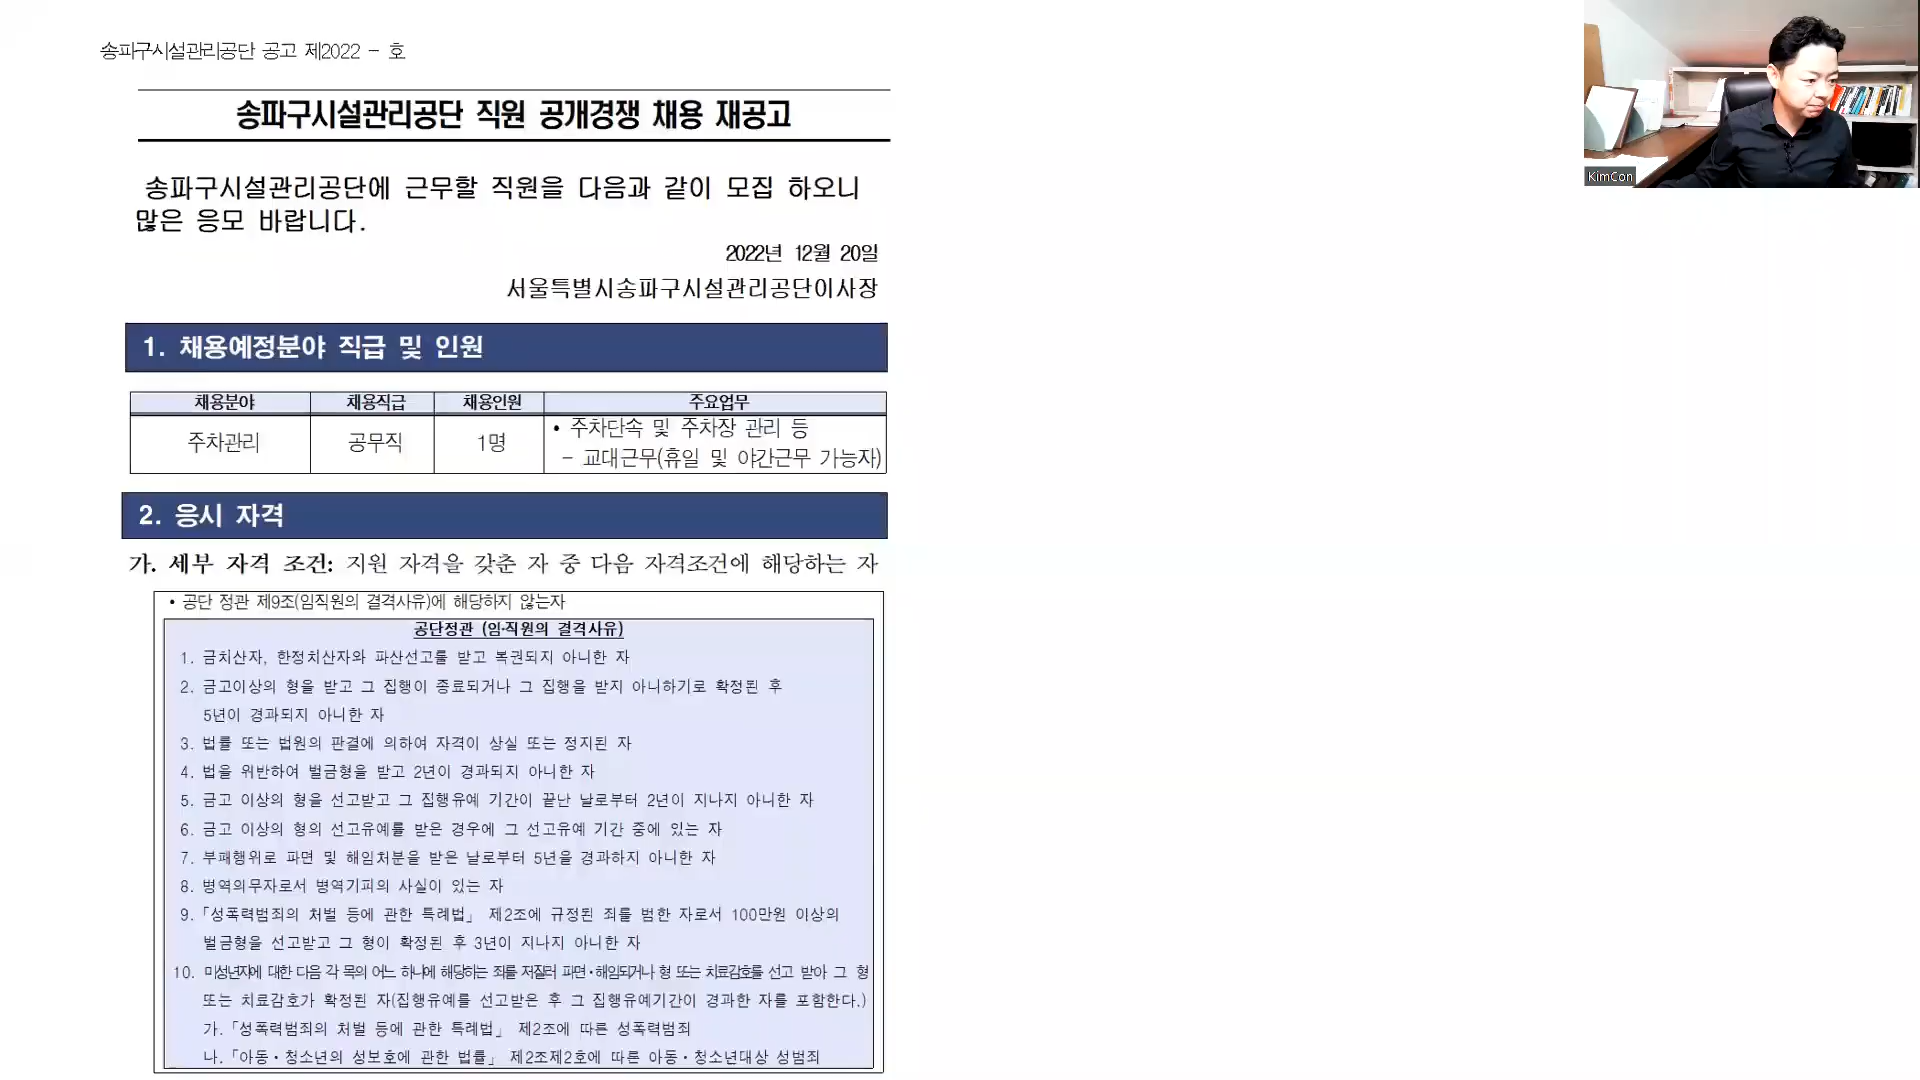 송파구시설관리공단 공고 제2022 - 호
송파구시설관리공단 직원 공개경쟁 채용 재공고
송파구시설관리공단에 근무할 직원을 다음과 같이 모집 하오니
많은 응모 바랍니다.
2022년 12월 20일
서울특별시송파구시설관리공단이사장
1. 채용예정분야 직급 및 인원
채용분야 채용직급 채용인원 주요업무
주차관리 공무직 1명 • 주차단속 및 주차장 관리 등
- 교대근무(휴일 및 야간근무 가능자)
2. 응시 자격
가. 세부 자격 조건: 지원 자격을 갖춘 자 중 다음 자격조건에 해당하는 자
• 공단 정관 제9조(임직원의 결격사유)에 해당하지 않는자
공단정관 (임·직원의 결격사유)
1. 금치산자, 한정치산자와 파산선고를 받고 복권되지 아니한 자
2. 금고이상의 형을 받고 그 집행이 종료되거나 그 집행을 받지 아니하기로 확정된 후
5년이 경과되지 아니한 자
3. 법률 또는 법원의 판결에 의하여 자격이 상실 또는 정지된 자
4. 법을 위반하여 벌금형을 받고 2년이 경과되지 아니한 자
5. 금고 이상의 형을 선고받고 그 집행유예 기간이 끝난 날로부터 2년이 지나지 아니한 자
6. 금고 이상의 형의 선고유예를 받은 경우에 그 선고유예 기간 중에 있는 자
7. 부패행위로 파면 및 해임처분을 받은 날로부터 5년을 경과하지 아니한 자
8. 병역의무자로서 병역기피의 사실이 있는 자
9.「성폭력범죄의 처벌 등에 관한 특례법」 제2조에 규정된 죄를 범한 자로서 100만원 이상의
벌금형을 선고받고 그 형이 확정된 후 3년이 지나지 아니한 자
10. 미성년자에 대한 다음 각 목의 어느 하나에 해당하는 죄를 저질러 파면·해임되거나 형 또는 치료감호를 선고 받아 그 형
또는 치료감호가 확정된 자(집행유예를 선고받은 후 그 집행유예기간이 경과한 자를 포함한다.)
가.「성폭력범죄의 처벌 등에 관한 특례법」 제2조에 따른 성폭력범죄
나.「아동·청소년의 성보호에 관한 법률」 제2조제2호에 따른 아동·청소년대상 성범죄
KimCon